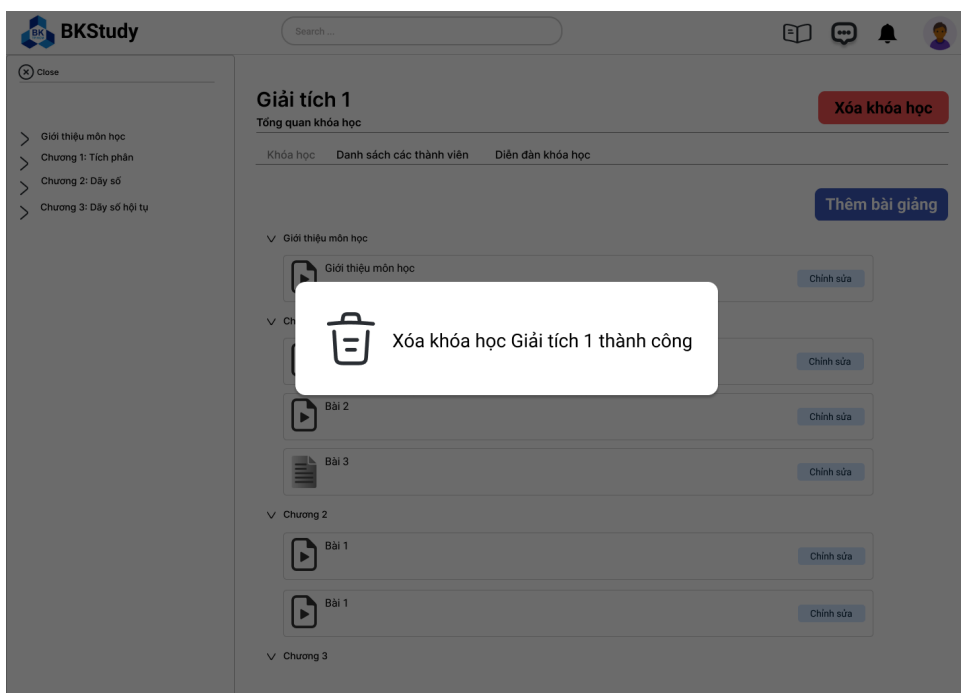 BK
BKStudy
Search ...
Close
Giới thiệu môn học
Chương 1: Tích phân
Chương 2: Dãy số
Chương 3: Dãy số hội tụ
Giải tích 1
Tổng quan khóa học
Xóa khóa học
Khóa học Danh sách các thành viên Diễn đàn khóa học
Thêm bài giảng
Giới thiệu môn học
Giới thiệu môn học
Chỉnh sửa
Ch
Xóa khóa học Giải tích 1 thành công
Chỉnh sửa
Bài 2
Chỉnh sửa
Bài 3
Chỉnh sửa
Chương 2
Bài 1
Chỉnh sửa
Bài 1
Chỉnh sửa
Chương 3